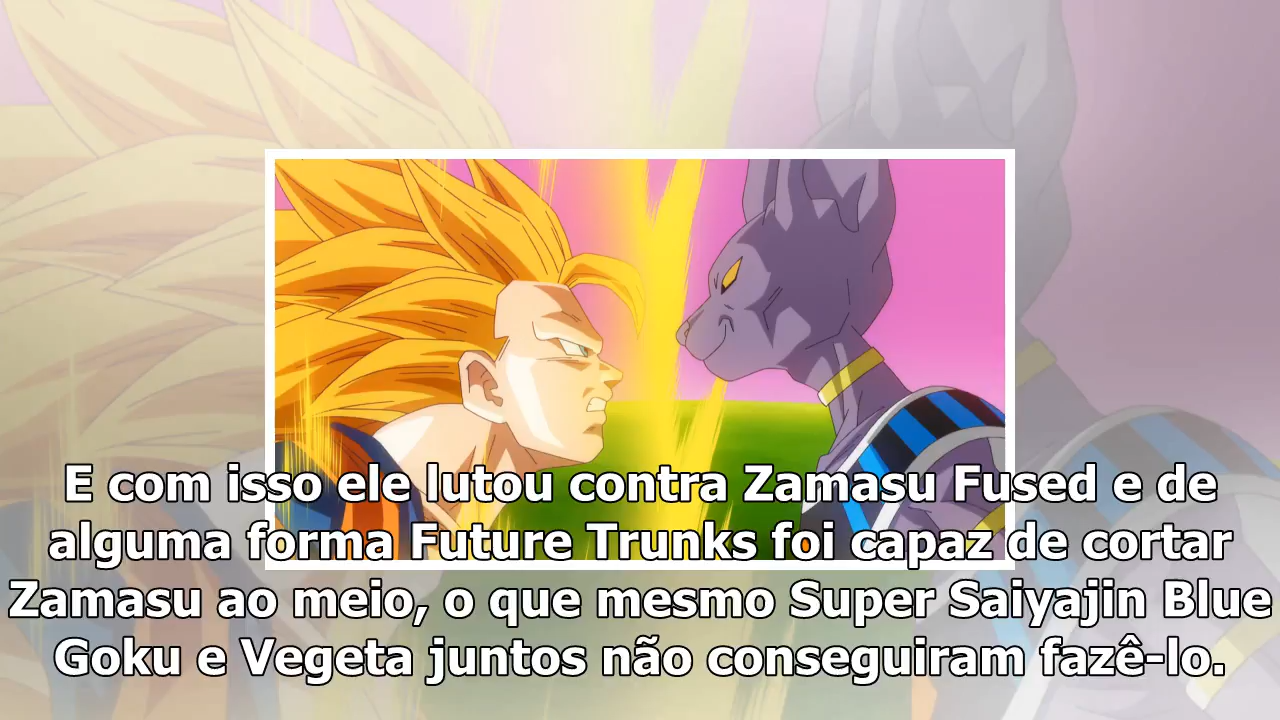 E com isso ele lutou contra Zamasu Fused e de
alguma forma Future Trunks foi capaz de cortar
Zamasu ao meio, o que mesmo Super Saiyajin Blue
Goku e Vegeta juntos não conseguiram fazê-lo.